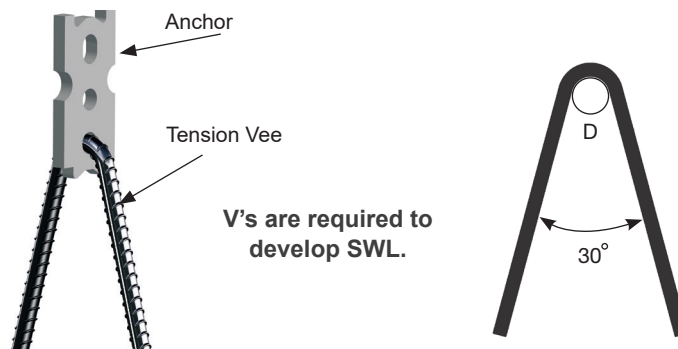 Anchor
Tension Vee
V's are required to
develop SWL.
D
30°